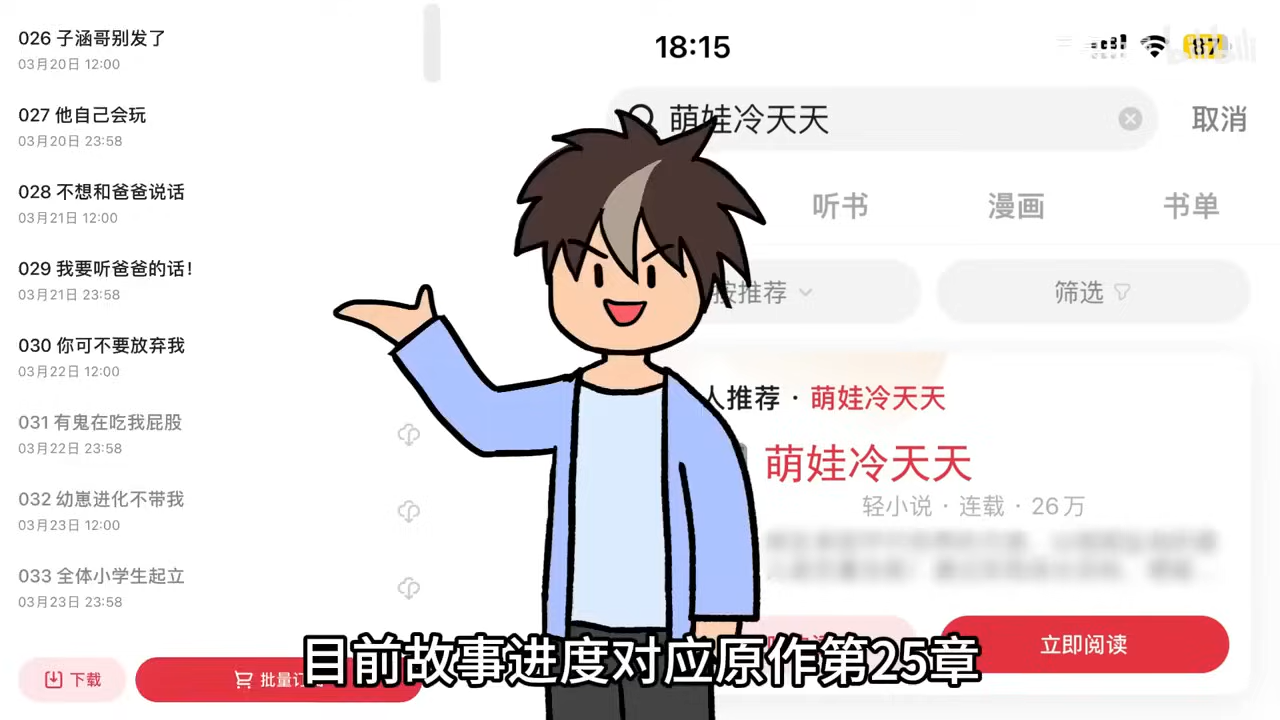 026 子涵哥别发了
03月20日 12:00
027 他自己会玩
03月20日 23:58
028 不想和爸爸说话
03月21日 12:00
029 我要听爸爸的话!
03月21日 23:58
030 你可不要放弃我
03月22日 12:00
031 有鬼在吃我屁股
03月22日 23:58
032 幼崽进化不带我
03月23日 12:00
033 全体小学生起立
03月23日 23:58
下载
批量订
18:15
87
bilibili
萌娃冷天天
取消
听书
漫画
书单
按推荐
筛选
人推荐 · 萌娃冷天天
萌娃冷天天
轻小说 · 连载 · 26万
立即阅读
目前故事进度对应原作第25章